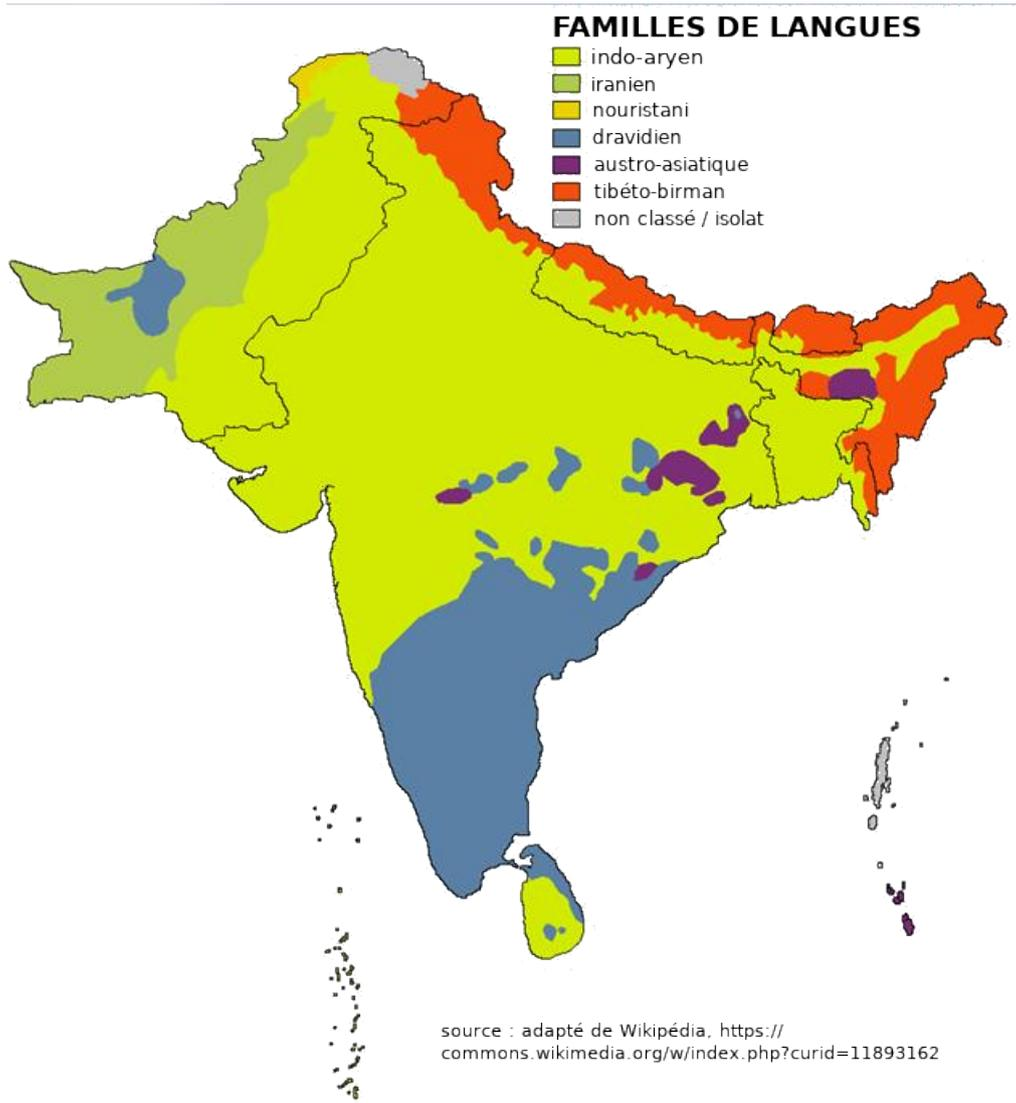 FAMILLES DE LANGUES
indo-aryen
iranien
nouristani
dravidien
austro-asiatique
tibéto-birman
non classé / isolat
source : adapté de Wikipédia, https://
commons.wikimedia.org/w/index.php?curid=11893162